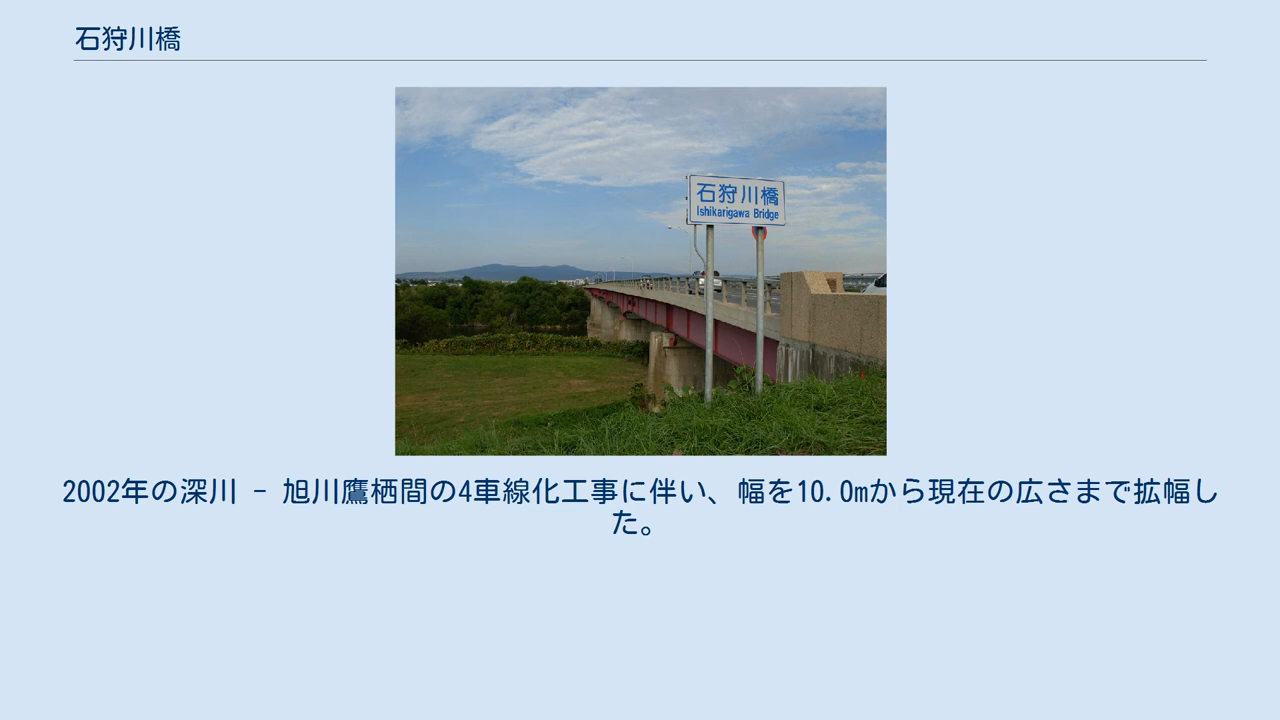 石狩川橋
石狩川橋
Ishikarigawa Bridge
2002年の深川 - 旭川鷹栖間の4車線化工事に伴い、幅を10.0mから現在の広さまで拡幅し
た。